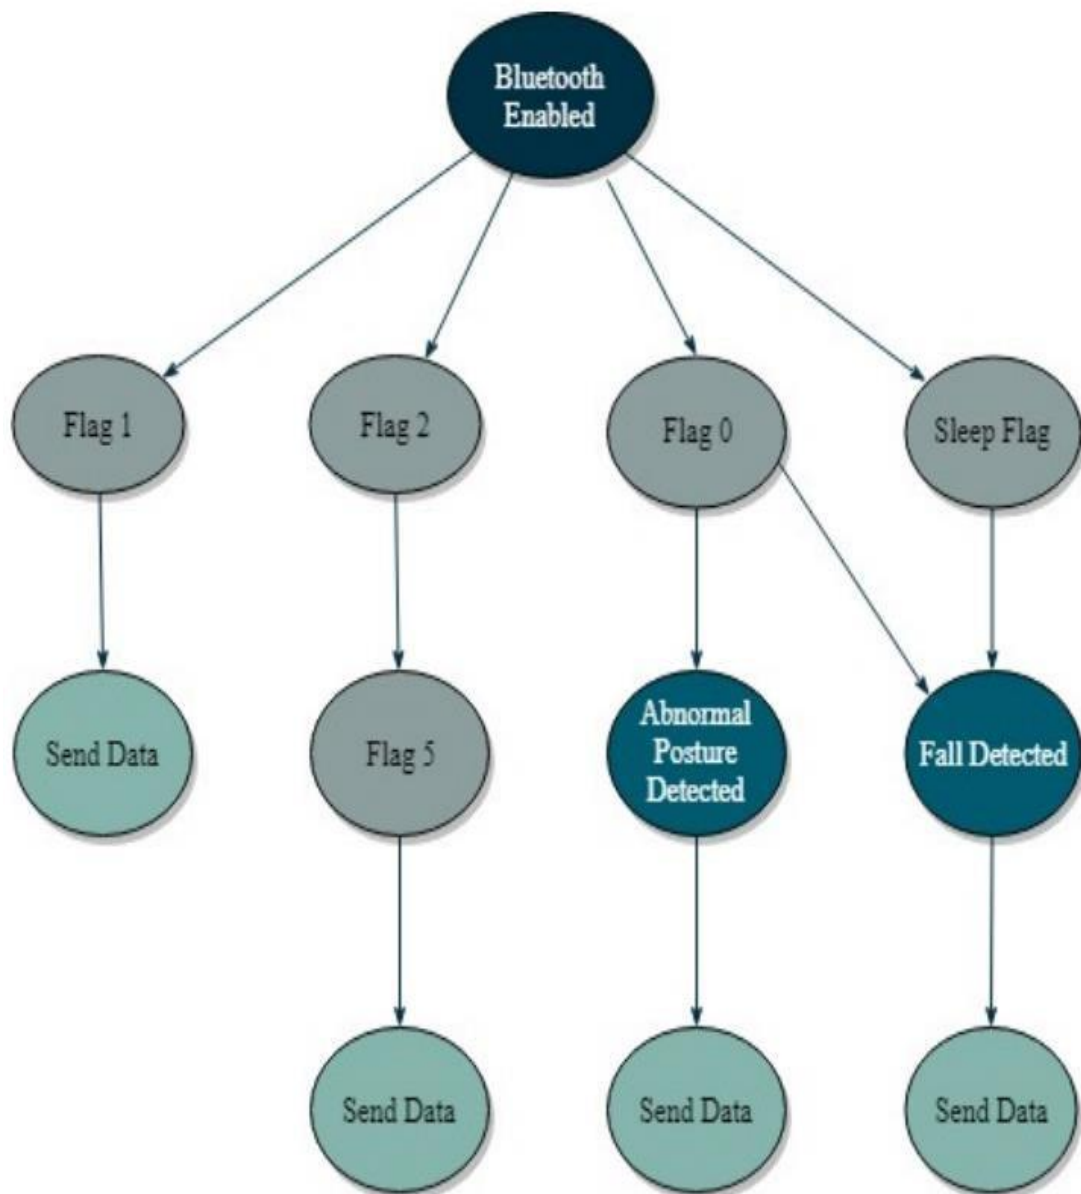 Bluetooth
Enabled
Flag 1
Flag 2
Flag 0
Sleep Flag
Send Data
Flag 5
Abnormal
Posture
Detected
Fall Detected
Send Data
Send Data
Send Data